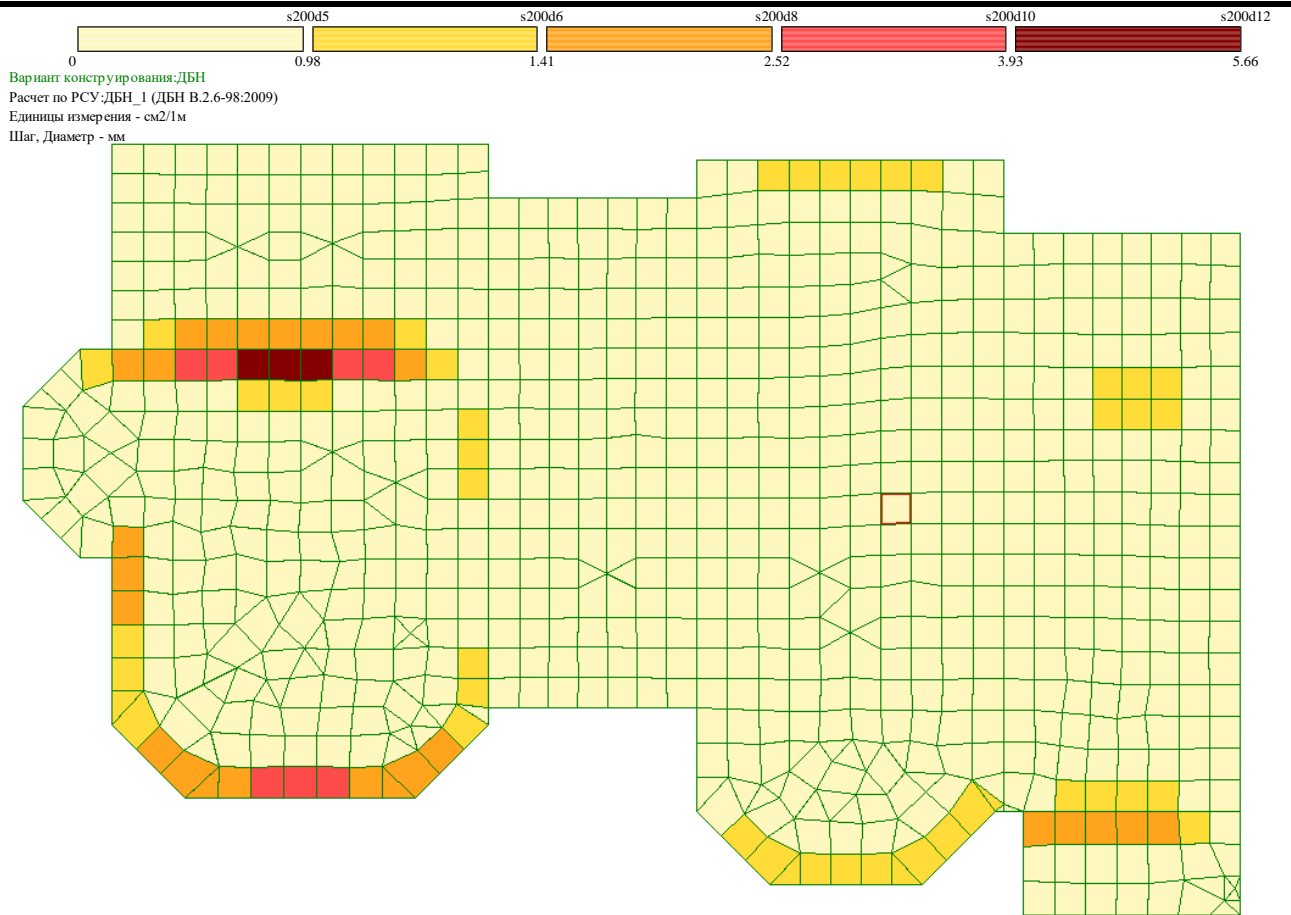 s200d5 s200d6 s200d8 s200d10 s200d12
0 0.98 1.41 2.52 3.93 5.66
Вариант конструирования:ДБН
Расчет по РСУ:ДБН_1 (ДБН В.2.6-98:2009)
Единицы измерения - см2/1м
Шаг, Диаметр - мм